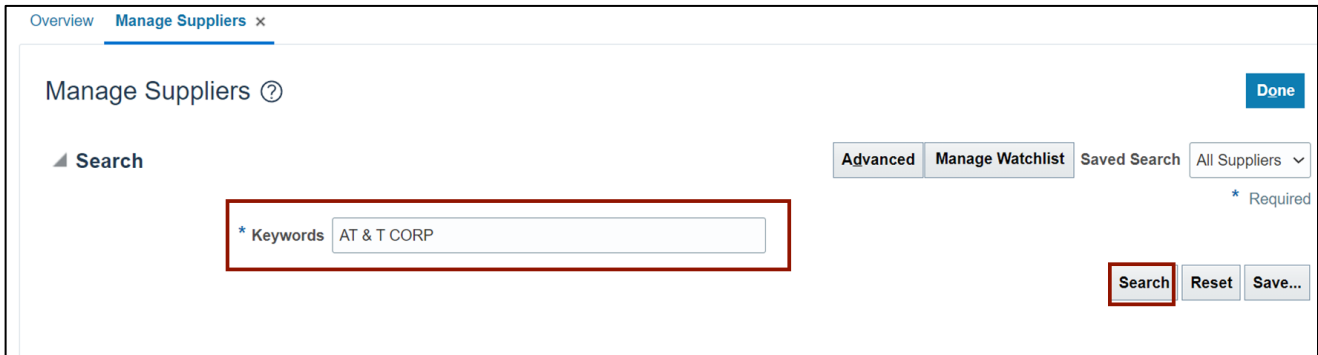 Overview Manage Suppliers ×
Manage Suppliers ?
Done
Search
Advanced Manage Watchlist Saved Search All Suppliers
* Required
* Keywords AT & T CORP
Search Reset Save...